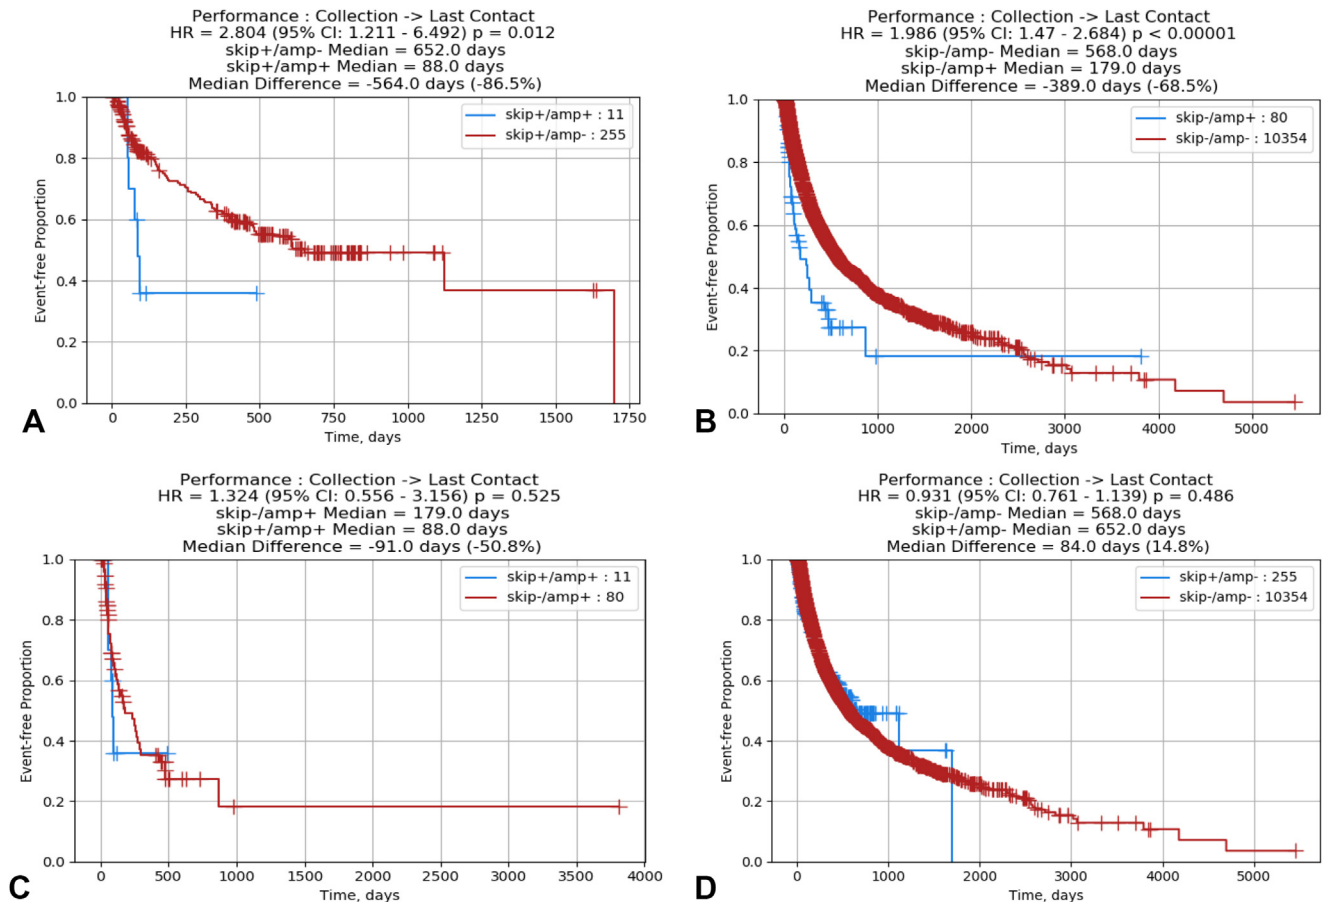 Performance : Collection -> Last Contact
HR = 2.804 (95% CI: 1.211 - 6.492) p = 0.012
skip+/amp- Median = 652.0 days
skip+/amp+ Median = 88.0 days
Median Difference = -564.0 days (-86.5%)
1.0
0.8
0.6
0.4
0.2
0.0
Event-free Proportion
skip+/amp+ : 11
skip+/amp- : 255
0
250
500
750
1000
1250
1500
1750
Time, days
A
Performance : Collection -> Last Contact
HR = 1.986 (95% CI: 1.47 - 2.684) p < 0.00001
skip-/amp- Median = 568.0 days
skip-/amp+ Median = 179.0 days
Median Difference = -389.0 days (-68.5%)
1.0
0.8
0.6
0.4
0.2
0.0
Event-free Proportion
skip-/amp+ : 80
skip-/amp- : 10354
0
1000
2000
3000
4000
5000
Time, days
B
Performance : Collection -> Last Contact
HR = 1.324 (95% CI: 0.556 - 3.156) p = 0.525
skip-/amp+ Median = 179.0 days
skip+/amp+ Median = 88.0 days
Median Difference = -91.0 days (-50.8%)
1.0
0.8
0.6
0.4
0.2
0.0
Event-free Proportion
skip+/amp+ : 11
skip-/amp+ : 80
0
500
1000
1500
2000
2500
3000
3500
4000
Time, days
C
Performance : Collection -> Last Contact
HR = 0.931 (95% CI: 0.761 - 1.139) p = 0.486
skip-/amp- Median = 568.0 days
skip+/amp- Median = 652.0 days
Median Difference = 84.0 days (14.8%)
1.0
0.8
0.6
0.4
0.2
0.0
Event-free Proportion
skip+/amp- : 255
skip-/amp- : 10354
0
1000
2000
3000
4000
5000
Time, days
D